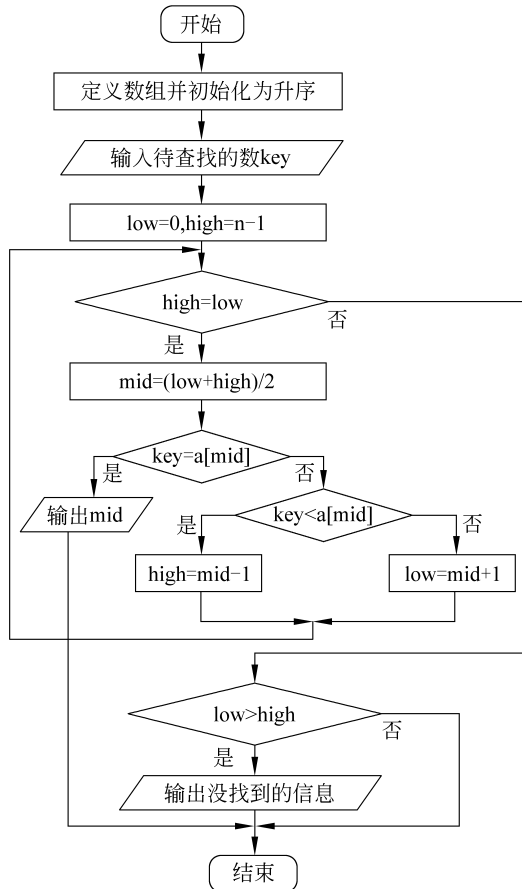 开始
定义数组并初始化为升序
输入待查找的数key
low=0,high=n−1
high=low
否
是
mid=(low+high)/2
key=a[mid]
是
否
输出mid
key<a[mid]
是
否
high=mid−1
low=mid+1
low>high
否
是
输出没找到的信息
结束